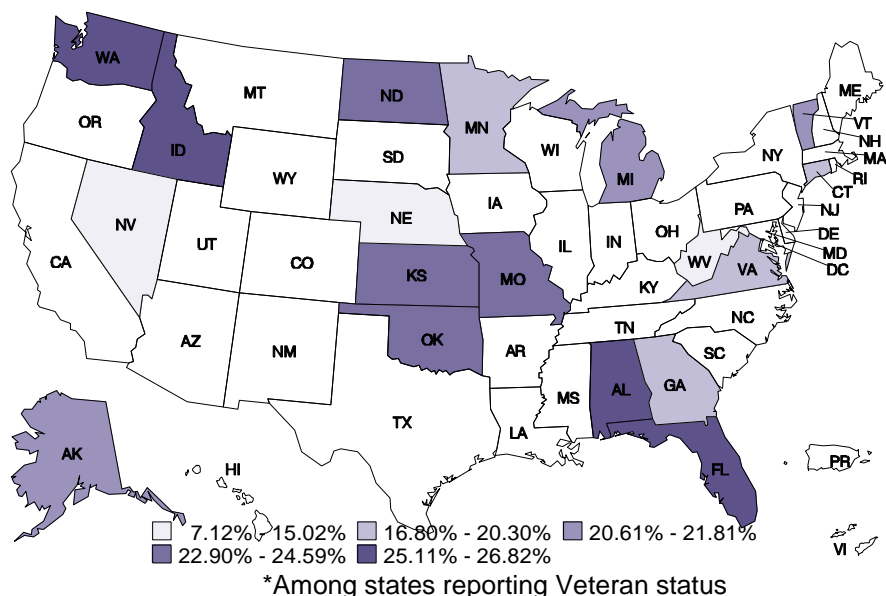 WA
MT
ND
MN
ME
VT
NH
MA
OR
ID
SD
WI
NY
RI
WY
MI
CT
NE
IA
PA
NJ
NV
IL
IN
OH
DE
MD
DC
UT
CO
WV
VA
CA
KS
MO
KY
NC
AZ
NM
OK
AR
TN
SC
MS
AL
GA
TX
LA
FL
AK
HI
PR
VI
7.12% - 15.02% 16.80% - 20.30% 20.61% - 21.81%
22.90% - 24.59% 25.11% - 26.82%
*Among states reporting Veteran status